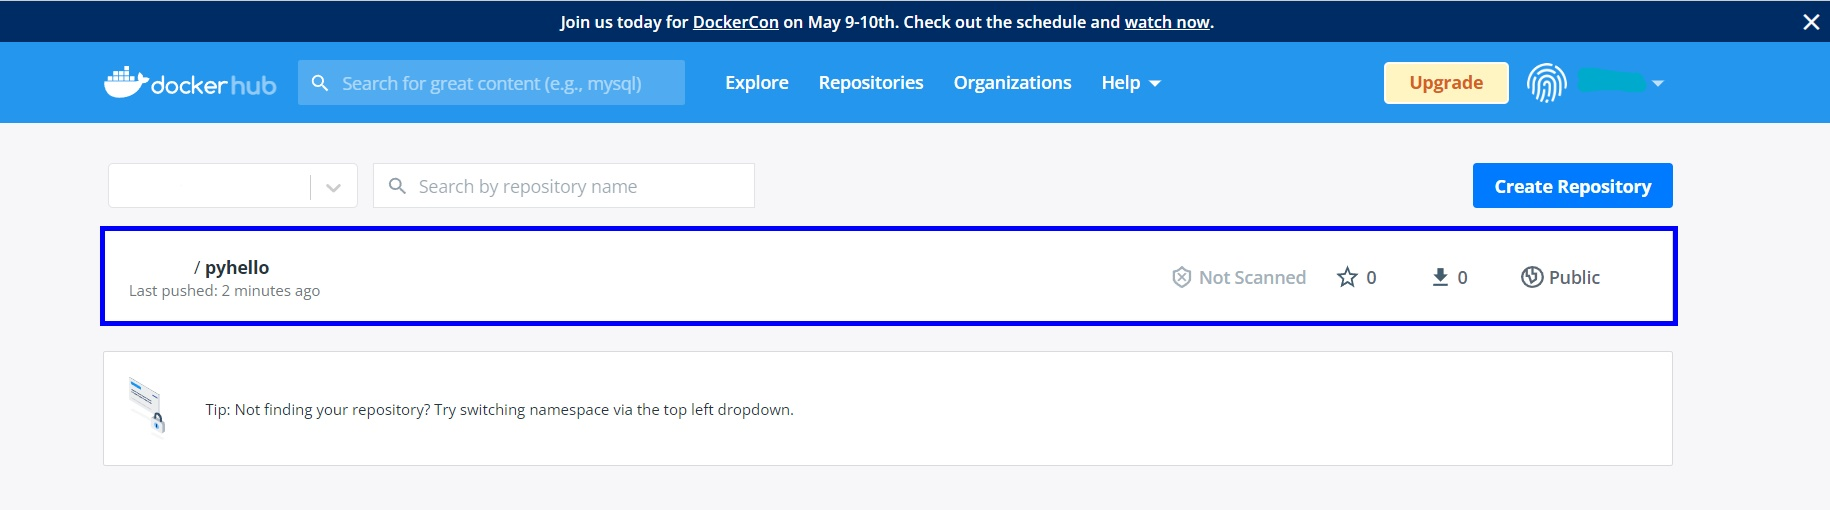 Join us today for DockerCon on May 9-10th. Check out the schedule and watch now.
docker hub
Search for great content (e.g., mysql)
Explore
Repositories
Organizations
Help
Upgrade
Search by repository name
Create Repository
/ pyhello
Last pushed: 2 minutes ago
Not Scanned
0
0
Public
Tip: Not finding your repository? Try switching namespace via the top left dropdown.